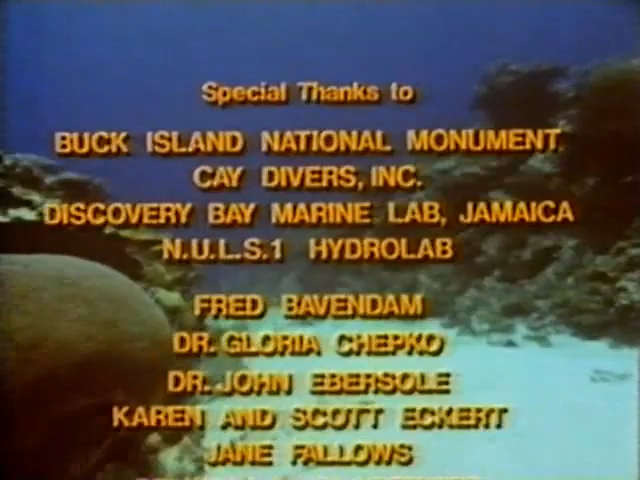 Special Thanks to
BUCK ISLAND NATIONAL MONUMENT
CAY DIVERS, INC.
DISCOVERY BAY MARINE LAB, JAMAICA
N.U.L.S.1 HYDROLAB
FRED BAVENDAM
DR. GLORIA CHEPKO
DR. JOHN EBERSOLE
KAREN AND SCOTT ECKERT
JANE FALLOWS